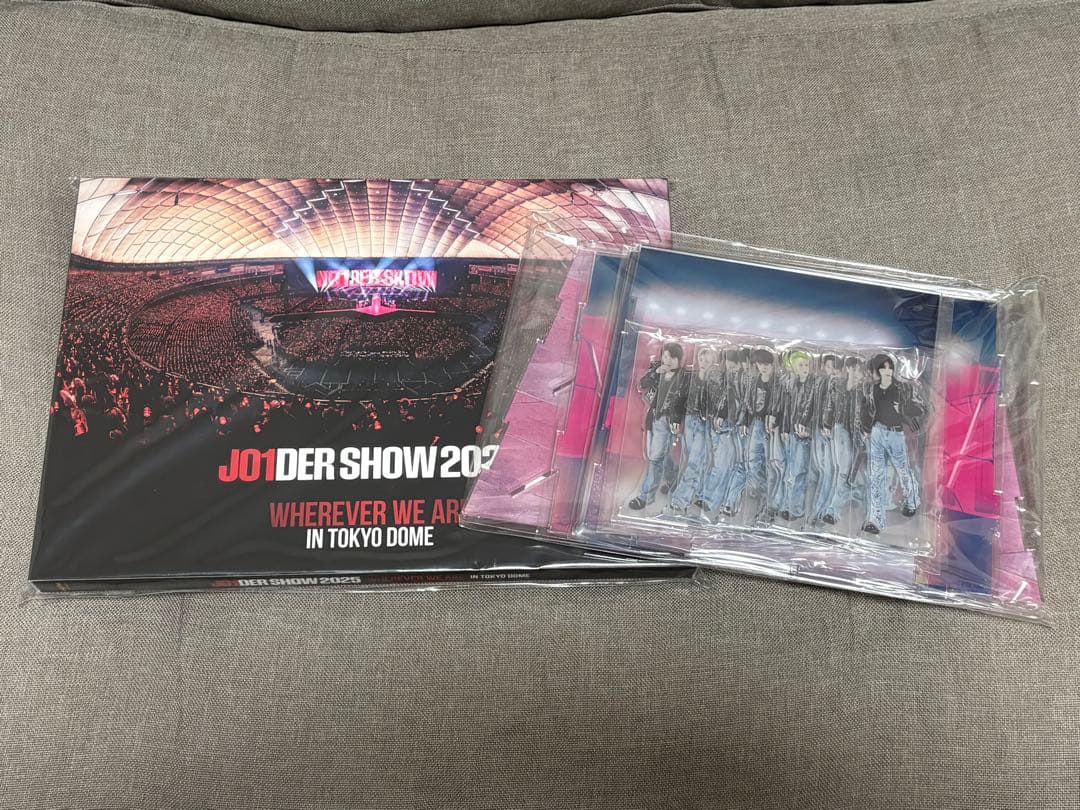 JO1DER SHOW
JO1DER SHOW 202
WHEREVER WE ARE
IN TOKYO DOME
JO1DER SHOW 2025 WHEREVER WE ARE IN TOKYO DOME